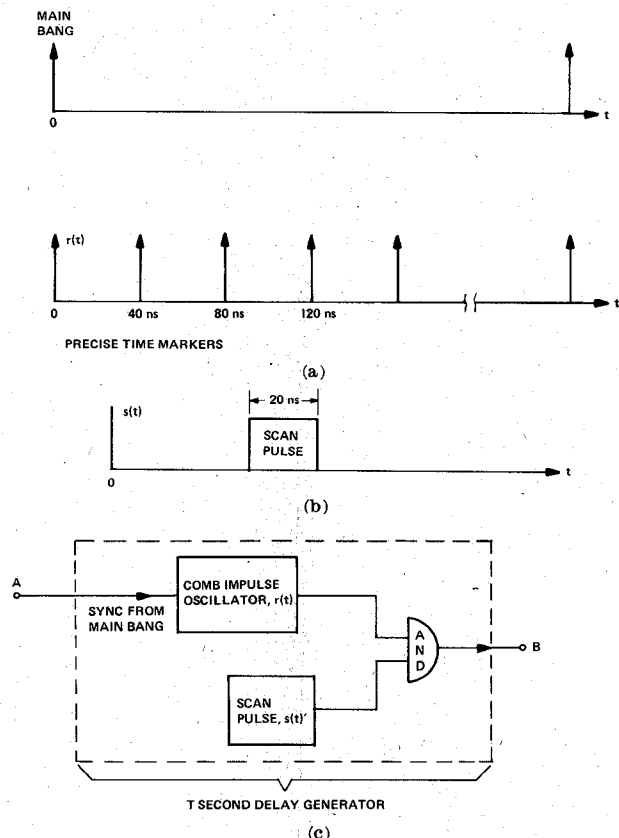 MAIN
BANG
0
t
r(t)
0
40 ns
80 ns
120 ns
t
PRECISE TIME MARKERS
(a)
s(t)
20 ns
SCAN
PULSE
0
t
(b)
A
SYNC FROM
MAIN BANG
COMB IMPULSE
OSCILLATOR, r(t)
A
N
D
B
SCAN
PULSE, s(t)'
T SECOND DELAY GENERATOR
(c)